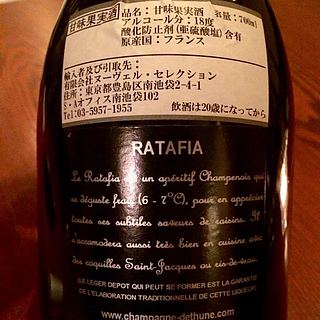 甘味果実酒
品名：甘味果実酒
アルコール分：18度 容量：700ml
酸化防止剤(亜硫酸塩)含有
原産国：フランス
輸入者及び引取先：
有限会社ヌーヴェル・セレクション
住所：東京都豊島区南池袋2-4-1
S・Aオフィス南池袋102
Tel:03-5957-1955 飲酒は20歳になってから
RATAFIA
Le Ratafia est un apéritif Champenois qui
se déguste frais (6 - 7°C), pour en apprécier
toutes ses subtiles saveurs de raisins. Il
accomodera aussi très bien en cuisine avec
des coquilles Saint-Jacques ou ris-de-veau.
LE LEGER DEPOT QUI PEUT SE FORMER EST LA GARANTIE
DE L'ELABORATION TRADITIONNELLE DE CETTE LIQUEUR
www.champagne-dethune.com